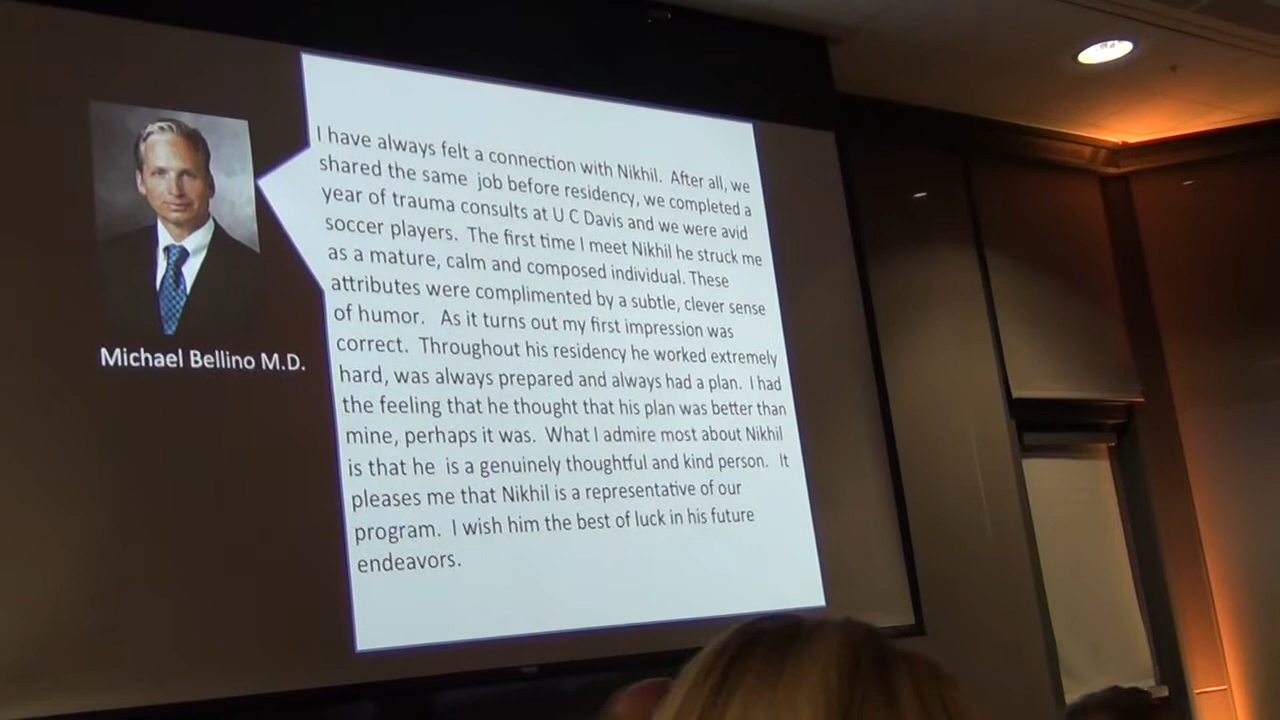 I have always felt a connection with Nikhil. After all, we
shared the same job before residency, we completed a
year of trauma consults at U C Davis and we were avid
soccer players. The first time I meet Nikhil he struck me
as a mature, calm and composed individual. These
attributes were complimented by a subtle, clever sense
of humor. As it turns out my first impression was
correct. Throughout his residency he worked extremely
hard, was always prepared and always had a plan. I had
the feeling that he thought that his plan was better than
mine, perhaps it was. What I admire most about Nikhil
is that he is a genuinely thoughtful and kind person. It
pleases me that Nikhil is a representative of our
program. I wish him the best of luck in his future
endeavors.
Michael Bellino M.D.